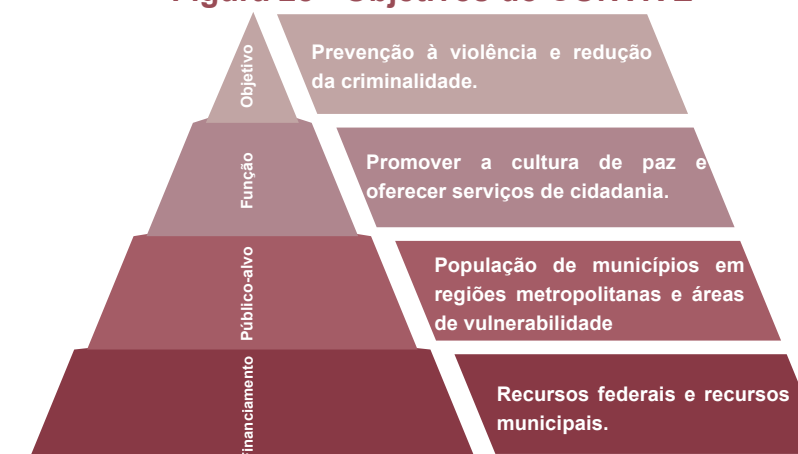 Objetivo
Prevenção à violência e redução
da criminalidade.
Função
Promover a cultura de paz e
oferecer serviços de cidadania.
Público-alvo
População de municípios em
regiões metropolitanas e áreas
de vulnerabilidade
Financiamento
Recursos federais e recursos
municipais.